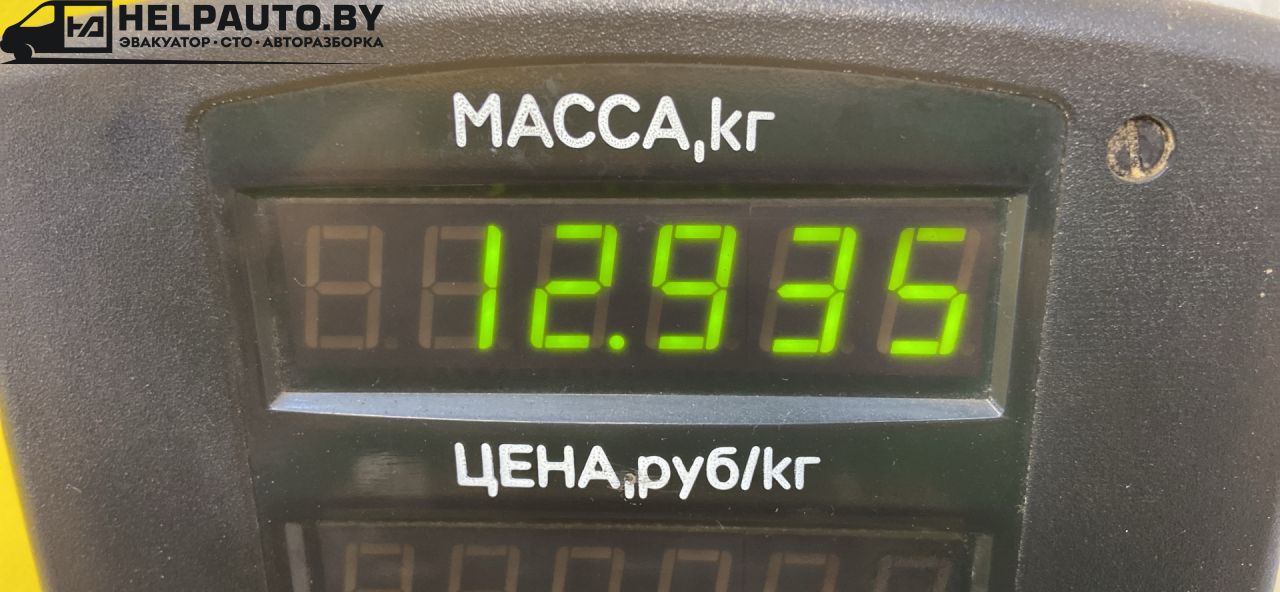 HELPAUTO.BY
ЭВАКУАТОР · СТО · АВТОРАЗБОРКА
МАССА,кг
12.935
ЦЕНА,руб/кг